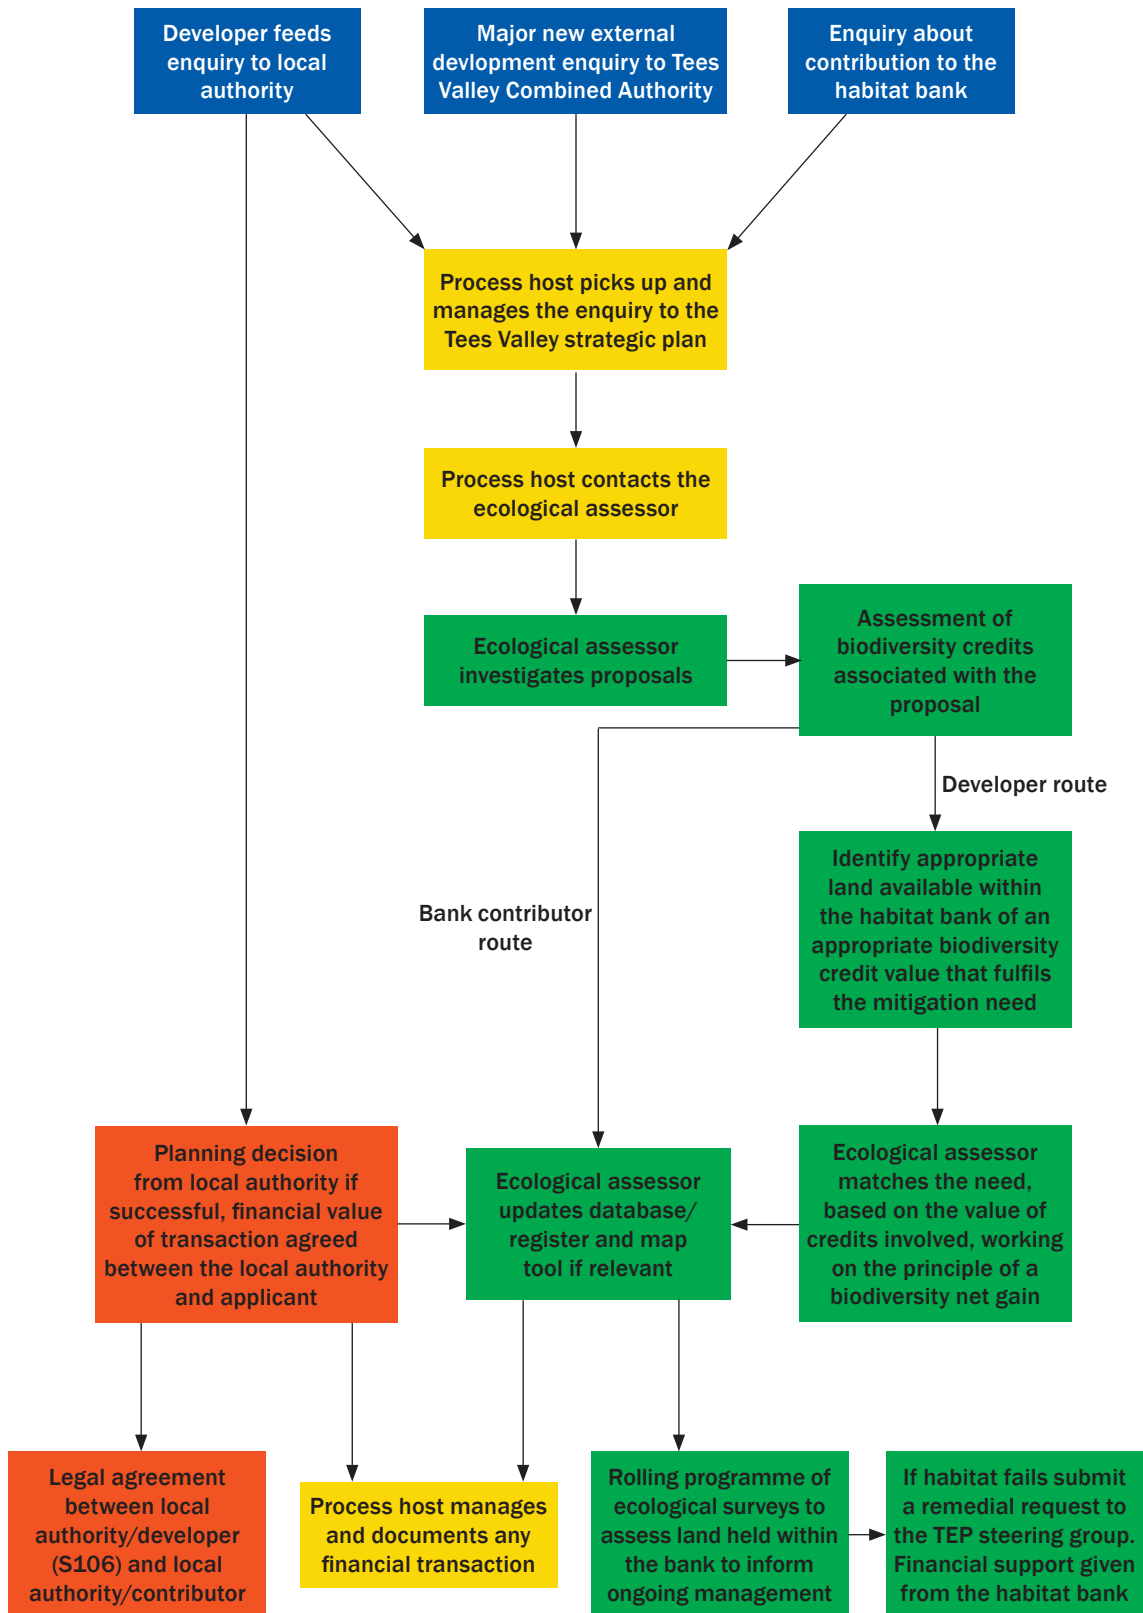 Developer feeds
enquiry to local
authority
Major new external
devlopment enquiry to Tees
Valley Combined Authority
Enquiry about
contribution to the
habitat bank
Process host picks up and
manages the enquiry to the
Tees Valley strategic plan
Process host contacts the
ecological assessor
Ecological assessor
investigates proposals
Assessment of
biodiversity credits
associated with the
proposal
Developer route
Identify appropriate
land available within
the habitat bank of an
appropriate biodiversity
credit value that fulfils
the mitigation need
Bank contributor
route
Planning decision
from local authority if
successful, financial value
of transaction agreed
between the local authority
and applicant
Ecological assessor
updates database/
register and map
tool if relevant
Ecological assessor
matches the need,
based on the value of
credits involved, working
on the principle of a
biodiversity net gain
Legal agreement
between local
authority/developer
(S106) and local
authority/contributor
Process host manages
and documents any
financial transaction
Rolling programme of
ecological surveys to
assess land held within
the bank to inform
ongoing management
If habitat fails submit
a remedial request to
the TEP steering group.
Financial support given
from the habitat bank